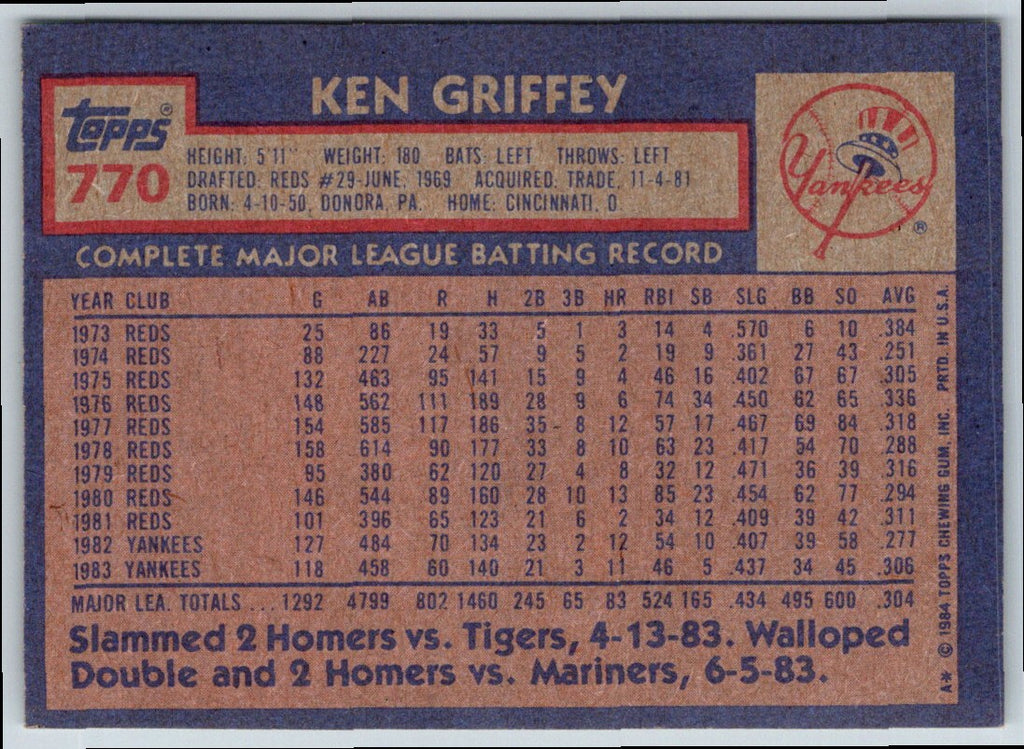 KEN GRIFFEY
Topps®
770
HEIGHT: 5'11" WEIGHT: 180 BATS: LEFT THROWS: LEFT
DRAFTED: REDS #29-JUNE, 1969 ACQUIRED: TRADE, 11-4-81
BORN: 4-10-50, DONORA, PA. HOME: CINCINNATI, O
Yankees®
COMPLETE MAJOR LEAGUE BATTING RECORD
YEAR CLUB G AB R H 2B 3B HR RBI SB SLG BB SO AVG
1973 REDS 25 86 19 33 5 1 3 14 4 .570 6 10 .384
1974 REDS 88 227 24 57 9 5 2 19 9 .361 27 43 .251
1975 REDS 132 463 95 141 15 9 4 46 16 .402 67 67 .305
1976 REDS 148 562 111 189 28 9 6 74 34 .450 62 65 .336
1977 REDS 154 585 117 186 35 8 12 57 17 .467 69 84 .318
1978 REDS 158 614 90 177 33 8 10 63 23 .417 54 70 .288
1979 REDS 95 380 62 120 27 4 8 32 12 .471 36 39 .316
1980 REDS 146 544 89 160 28 10 13 85 23 .454 62 77 .294
1981 REDS 101 396 65 123 21 6 2 34 12 .409 39 42 .311
1982 YANKEES 127 484 70 134 23 2 12 54 10 .407 39 58 .277
1983 YANKEES 118 458 60 140 21 3 11 46 5 .437 34 45 .306
MAJOR LEA. TOTALS ... 1292 4799 802 1460 245 65 83 524 165 .434 495 600 .304
Slammed 2 Homers vs. Tigers, 4-13-83. Walloped
Double and 2 Homers vs. Mariners, 6-5-83.
A* © 1984 TOPPS CHEWING GUM, INC. PRTD. IN U.S.A.